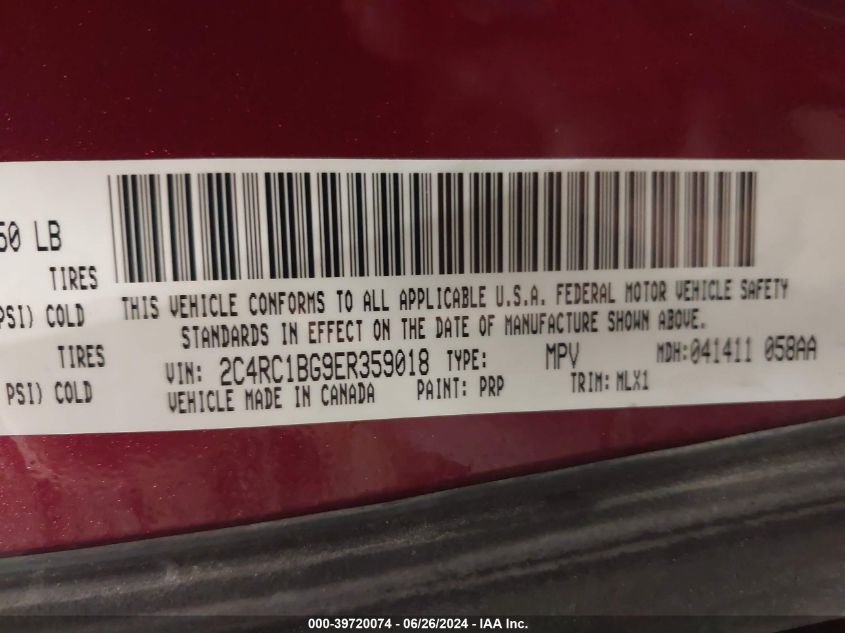 50 LB
TIRES
PSI) COLD
TIRES
PSI) COLD
THIS VEHICLE CONFORMS TO ALL APPLICABLE U.S.A. FEDERAL MOTOR VEHICLE SAFETY
STANDARDS IN EFFECT ON THE DATE OF MANUFACTURE SHOWN ABOVE.
VIN: 2C4RC1BG9ER359018 TYPE: MPV MDH:041411 058AA
VEHICLE MADE IN CANADA PAINT: PRP TRIM: MLX1
000-39720074 / 06/26/2024 - IAA Inc.